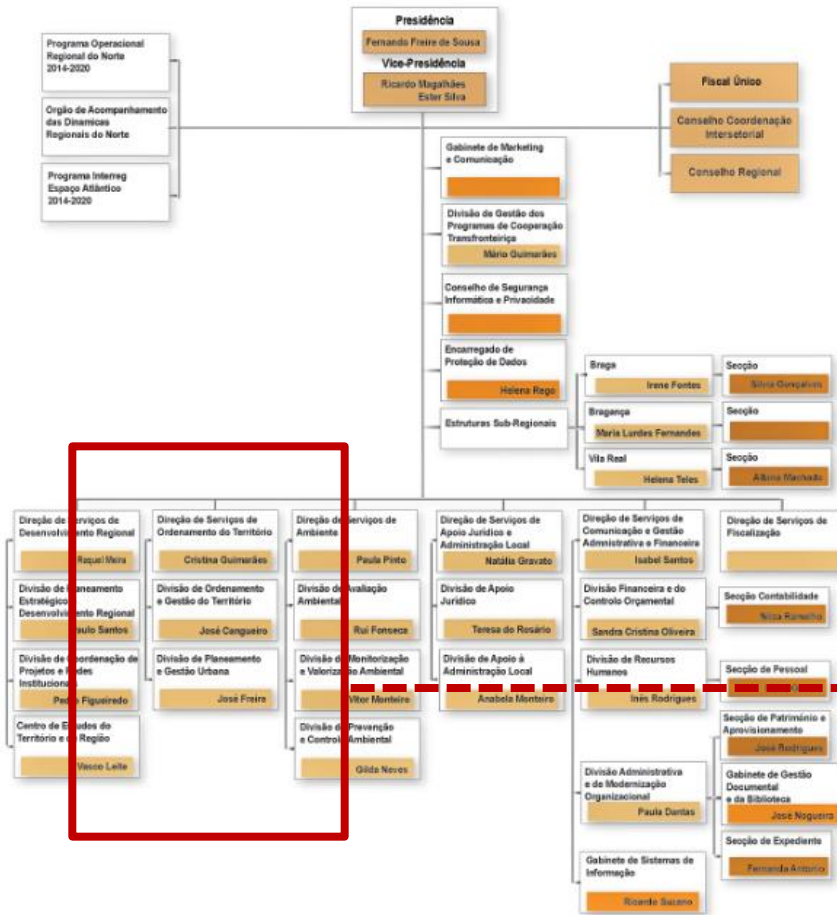 Presidência
Fernando Freire de Sousa
Vice-Presidência
Ricardo Magalhães
Ester Silva
Programa Operacional
Regional do Norte
2014-2020
Orgão de Acompanhamento
das Dinamicas
Regionais do Norte
Programa Interreg
Espaço Atlântico
2014-2020
Fiscal Único
Conselho Coordenação
Intersetorial
Conselho Regional
Gabinete de Marketing
e Comunicação
Divisão de Gestão dos
Programas de Cooperação
Transfronteiriça
Mário Guimarães
Conselho de Segurança
Informática e Privacidade
Encarregado de
Proteção de Dados
Helena Rego
Estruturas Sub-Regionais
Braga
Irene Fontes
Secção
Sílvia Gonçalves
Bragança
Maria Lurdes Fernandes
Secção
Vila Real
Helena Teles
Secção
Machado
Direção de Serviços de
Desenvolvimento Regional
Raquel Meira
Divisão de Planeamento
Estratégico
Desenvolvimento Regional
Paulo Santos
Divisão de Coordenação de
Projetos e Redes
Institucionais
Pedro Figueiredo
Centro de Estudos do
Território e da Região
Vasco Leite
Direção de Serviços de
Ordenamento do Território
Cristina Guimarães
Divisão de Ordenamento
e Gestão do Território
José Cangueiro
Divisão de Planeamento
e Gestão Urbana
José Freire
Direção de Serviços de
Ambiente
Paula Pinto
Divisão de Avaliação
Ambiental
Rui Fonseca
Divisão de Monitorização
e Valorização Ambiental
Vitor Monteiro
Divisão de Prevenção
e Controlo Ambiental
Gilda Neves
Direção de Serviços de
Apoio Jurídico e
Administração Local
Natália Gravato
Divisão de Apoio
Jurídico
Teresa do Rosário
Divisão de Apoio à
Administração Local
Anabela Monteiro
Direção de Serviços de
Comunicação e Gestão
Admnistrativa e Financeira
Isabel Santos
Divisão Financeira e do
Controlo Orçamental
Sandra Cristina Oliveira
Divisão de Recursos
Humanos
Inês Rodrigues
Divisão Administrativa
e de Modernização
Organizacional
Paula Dantas
Gabinete de Sistemas de
Informação
Ricardo Sucena
Direção de Serviços de
Fiscalização
Secção Contabilidade
Nilza Ramalho
Secção de Pessoal
Secção de Património e
Aprovisionamento
José Rodrigues
Gabinete de Gestão
Documental
e da Biblioteca
José Nogueira
Secção de Expediente
Fernanda Antonio